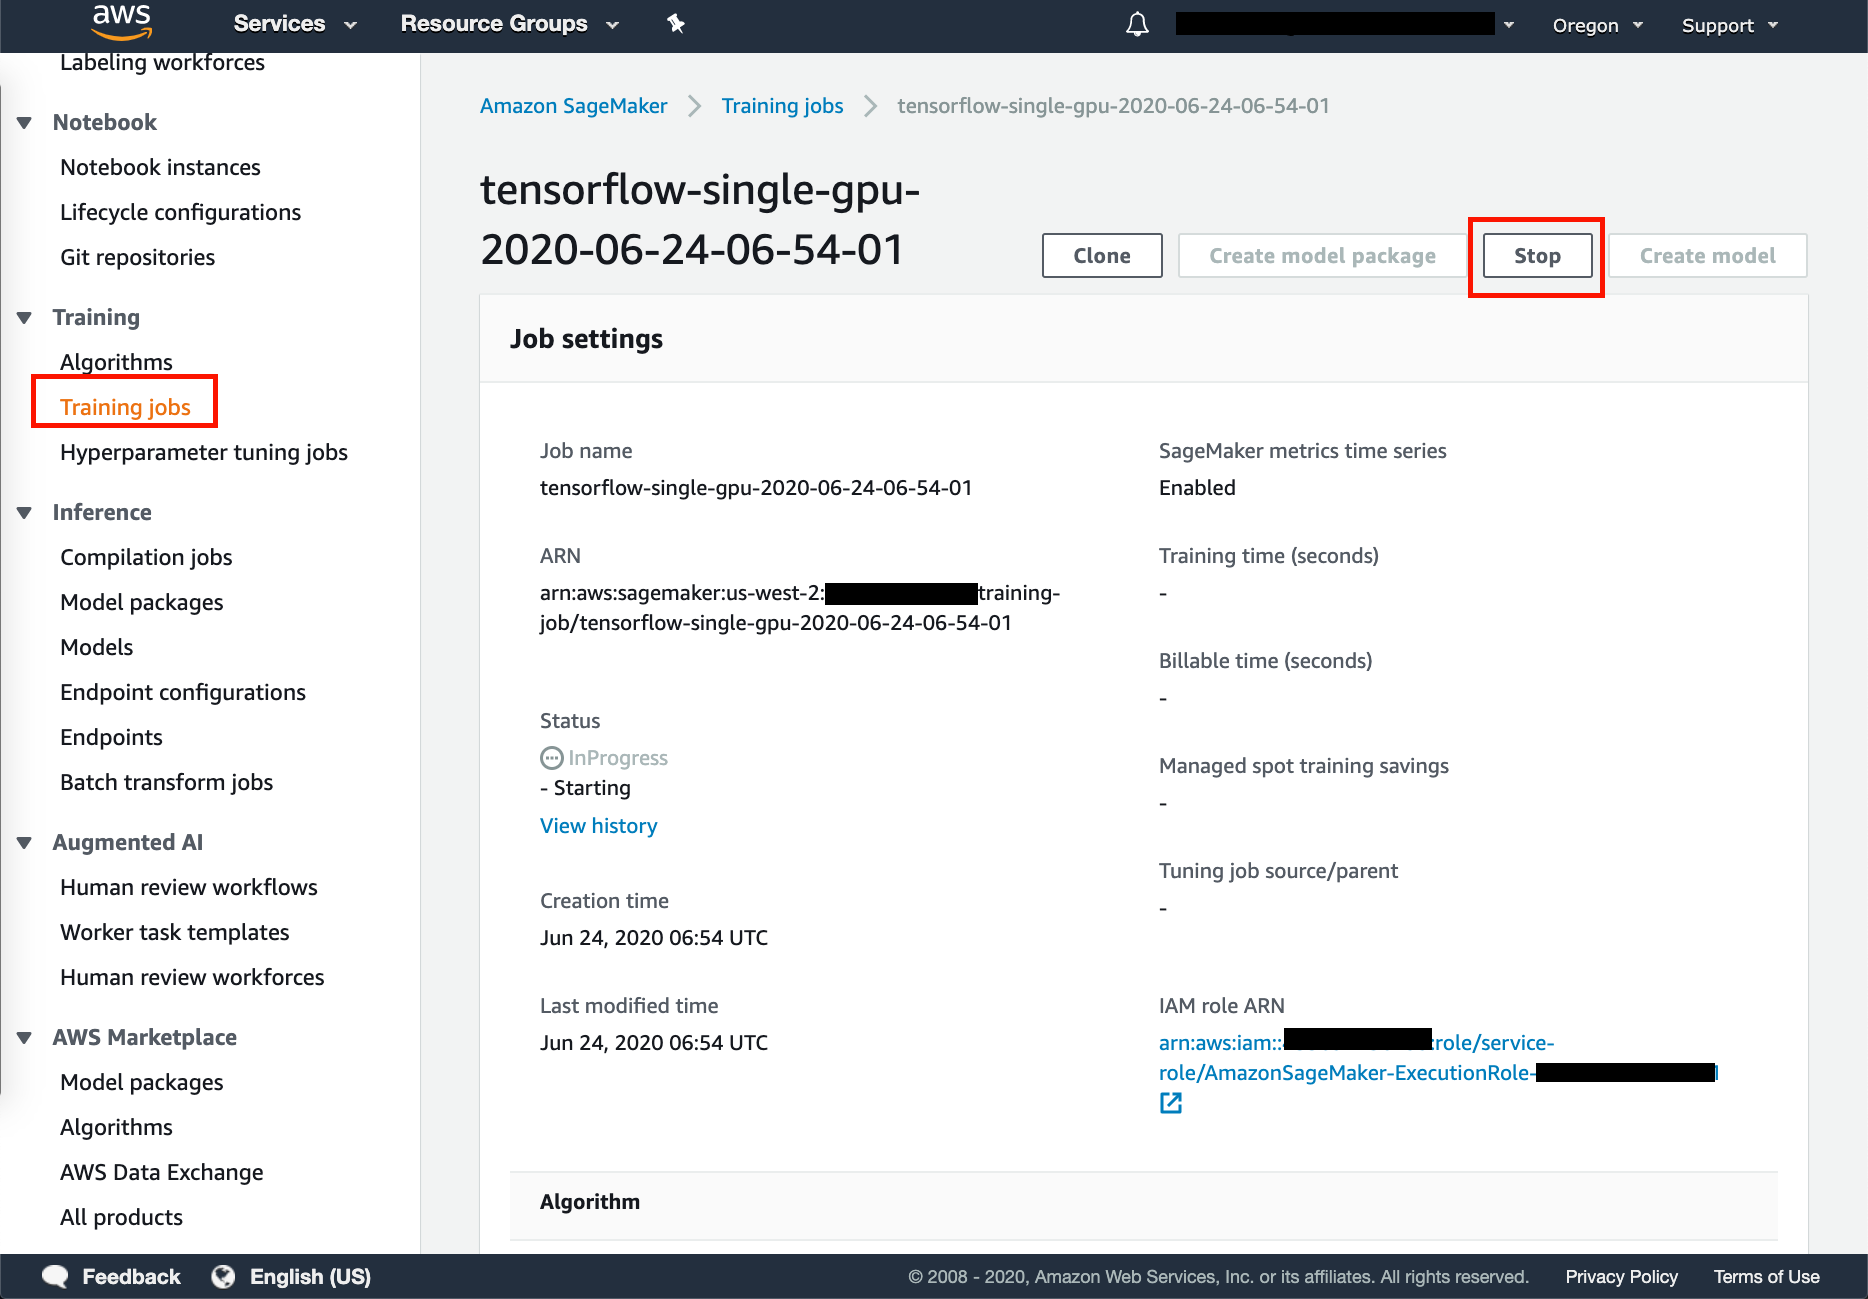 aws
Services
Resource Groups
Oregon
Support
Labeling workforces
Notebook
Notebook instances
Lifecycle configurations
Git repositories
Training
Algorithms
Training jobs
Hyperparameter tuning jobs
Inference
Compilation jobs
Model packages
Models
Endpoint configurations
Endpoints
Batch transform jobs
Augmented AI
Human review workflows
Worker task templates
Human review workforces
AWS Marketplace
Model packages
Algorithms
AWS Data Exchange
All products
Amazon SageMaker
Training jobs
tensorflow-single-gpu-2020-06-24-06-54-01
tensorflow-single-gpu-
2020-06-24-06-54-01
Clone
Create model package
Stop
Create model
Job settings
Job name
tensorflow-single-gpu-2020-06-24-06-54-01
ARN
arn:aws:sagemaker:us-west-2: training-
job/tensorflow-single-gpu-2020-06-24-06-54-01
Status
InProgress
- Starting
View history
Creation time
Jun 24, 2020 06:54 UTC
Last modified time
Jun 24, 2020 06:54 UTC
SageMaker metrics time series
Enabled
Training time (seconds)
-
Billable time (seconds)
-
Managed spot training savings
-
Tuning job source/parent
-
IAM role ARN
arn:aws:iam:: :role/service-
role/AmazonSageMaker-ExecutionRole-
Algorithm
Feedback
English (US)
© 2008 - 2020, Amazon Web Services, Inc. or its affiliates. All rights reserved.
Privacy Policy
Terms of Use